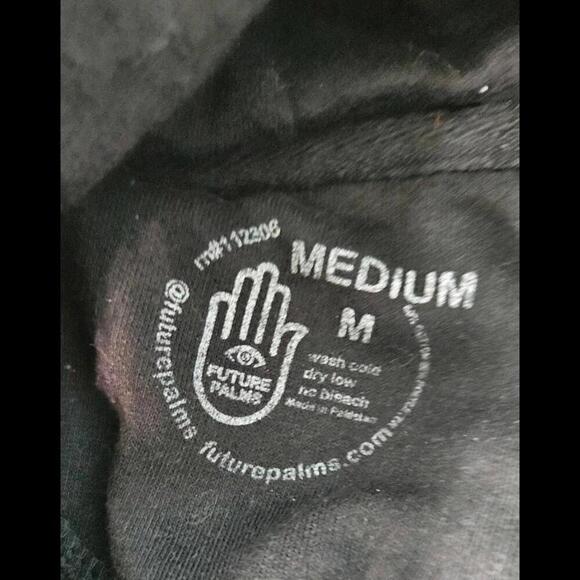 rn#112306
MEDIUM
M
wash cold
dry low
no bleach
Made in Pakistan
FUTURE
PALMS
@futurepalms
futurepalms.com